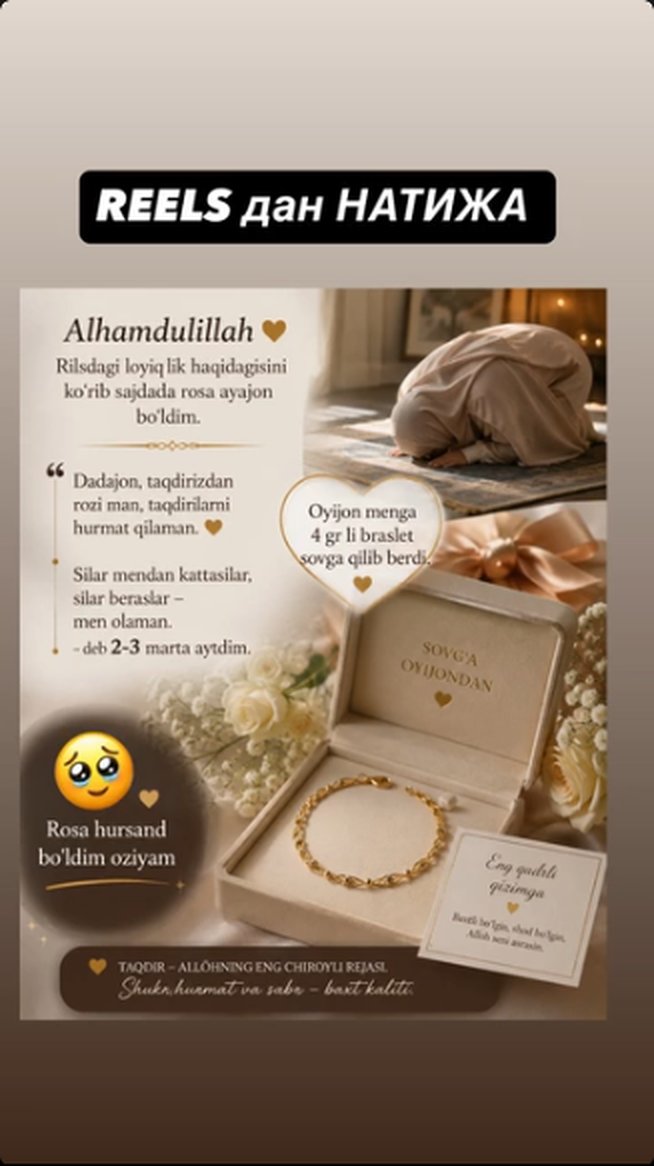 REELS дан НАТИЖА
Alhamdulillah
Rilsdagi loyiqlik haqidagisini
ko'rib sajdada rosa ayajon
bo'ldim.
“
Dadajon, taqdirizdan
rozi man, taqdirilarni
hurmat qilaman.
Silar mendan kattasilar,
silar beraslar –
men olaman.
- deb 2-3 marta aytdim.
Oyijon menga
4 gr li braslet
sovga qilib berdi.
SOVG'A
OYIJONDAN
Rosa hursand
bo'ldim oziyam
Eng qadrli
qizimga
Baxtli bo'lgin, shod bo'lgin,
Alloh seni asrasin.
TAQDIR – ALLÔHNING ENG CHIROYLI REJASI.
Shukr, hurmat va sabr – baxt kaliti.